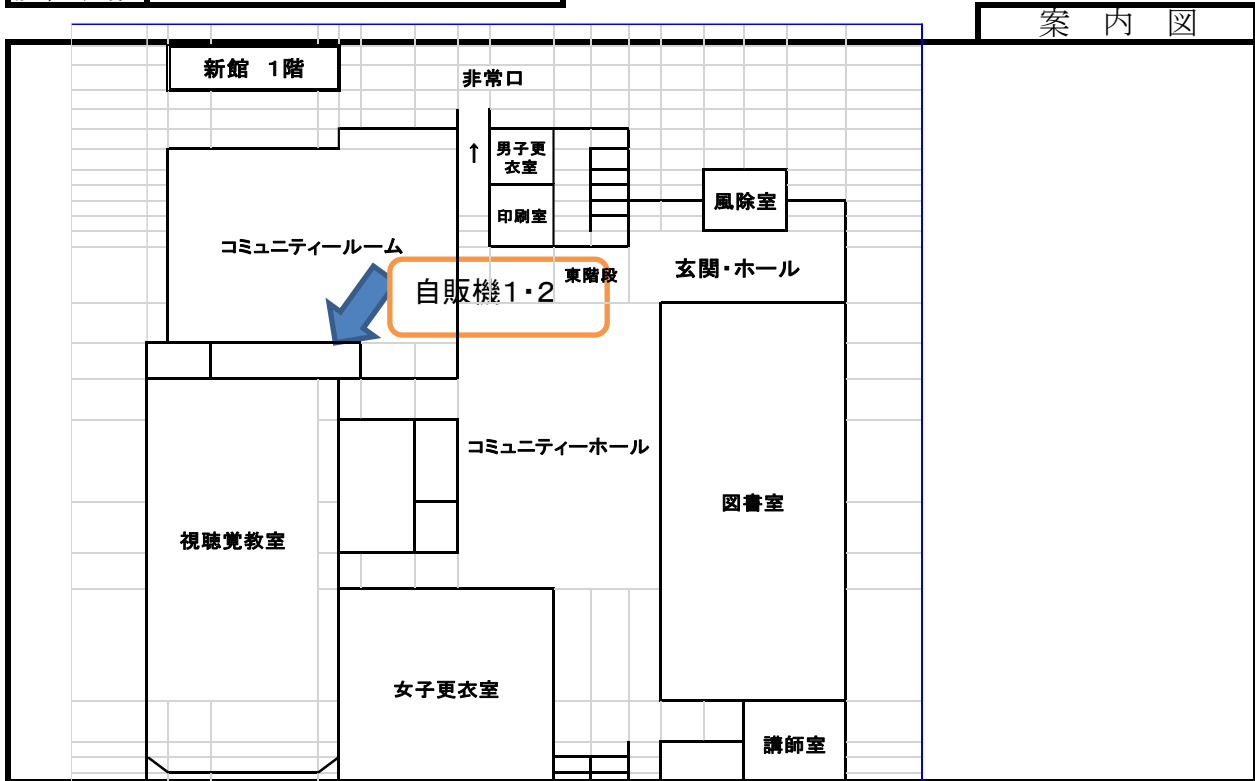 案 内 図
新館 1階
非常口
↑
男子更
衣室
印刷室
風除室
コミュニティールーム
東階段
玄関・ホール
自販機1・2
コミュニティーホール
図書室
視聴覚教室
女子更衣室
講師室